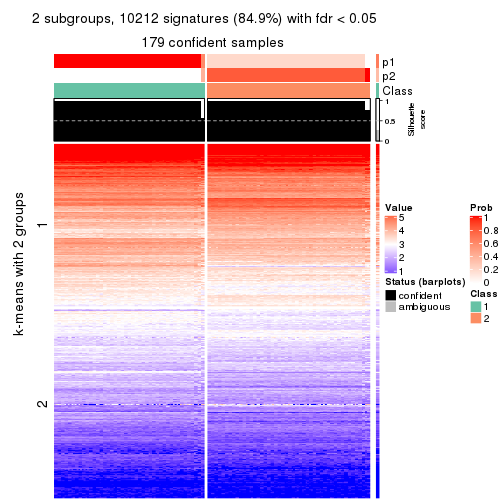 2 subgroups, 10212 signatures (84.9%) with fdr < 0.05
179 confident samples
p1
p2
Class
1
0.5
0
Silhouette
score
k-means with 2 groups
1
2
Value
5
4
3
2
1
Status (barplots)
confident
ambiguous
Prob
1
0.8
0.6
0.4
0.2
0
Class
1
2